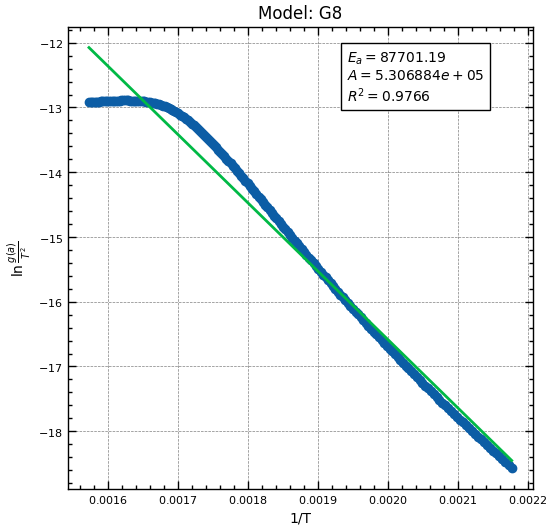 Model: G8
−12
−13
−14
−15
−16
−17
−18
ln g(a)/T²
E_a = 87701.19
A = 5.306884e + 05
R² = 0.9766
0.0016 0.0017 0.0018 0.0019 0.0020 0.0021 0.0022
1/T